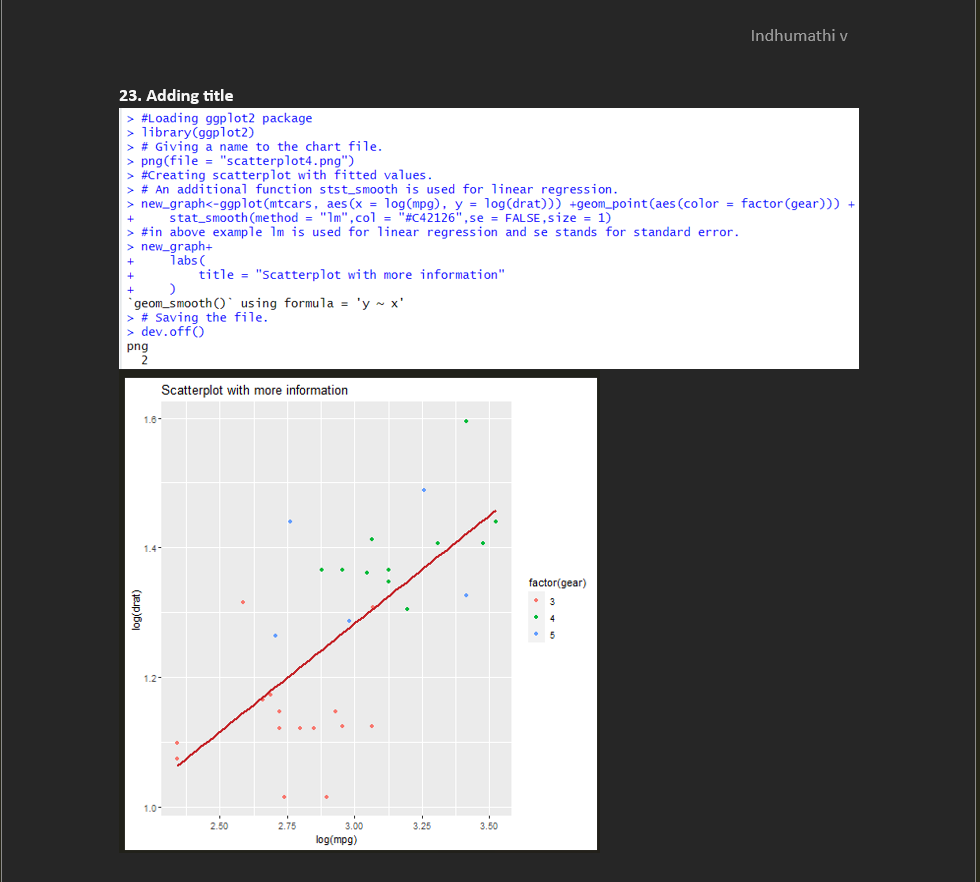 Indhumathi v
23. Adding title
> #Loading ggplot2 package
> library(ggplot2)
> # Giving a name to the chart file.
> png(file = "scatterplot4.png")
> #Creating scatterplot with fitted values.
> # An additional function stst_smooth is used for linear regression.
> new_graph<-ggplot(mtcars, aes(x = log(mpg), y = log(drat))) +geom_point(aes(color = factor(gear))) +
+     stat_smooth(method = "lm",col = "#C42126",se = FALSE,size = 1)
> #in above example lm is used for linear regression and se stands for standard error.
> new_graph+
+     labs(
+         title = "Scatterplot with more information"
+     )
`geom_smooth()` using formula = 'y ~ x'
> # Saving the file.
> dev.off()
png
  2
Scatterplot with more information
1.6
1.4
1.2
1.0
log(drat)
2.50 2.75 3.00 3.25 3.50
log(mpg)
factor(gear)
3
4
5